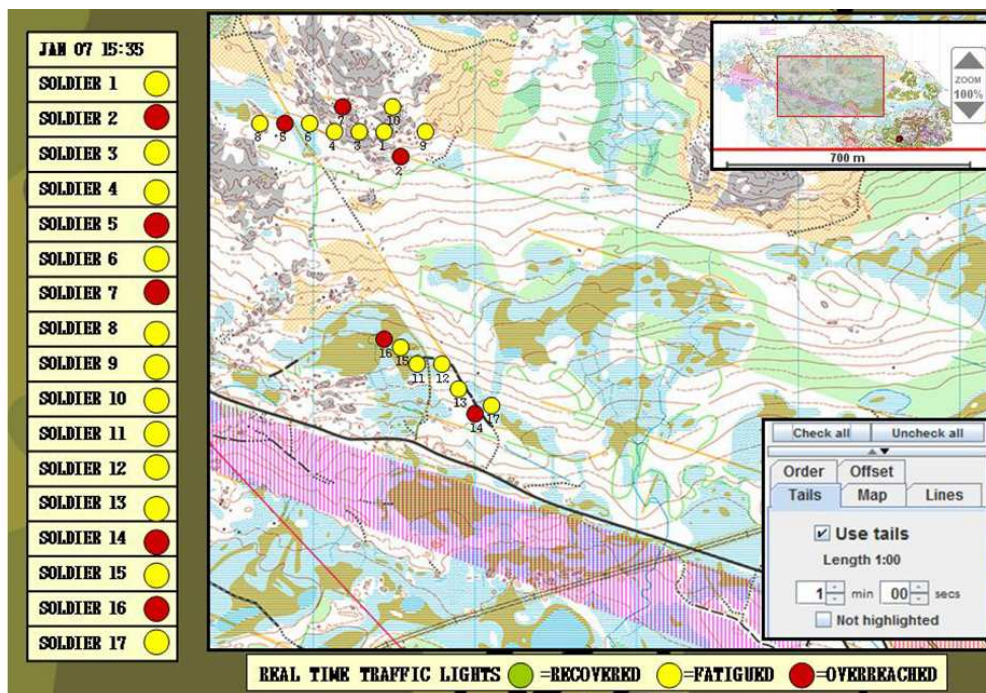 JAN 07 15:35
SOLDIER 1
SOLDIER 2
SOLDIER 3
SOLDIER 4
SOLDIER 5
SOLDIER 6
SOLDIER 7
SOLDIER 8
SOLDIER 9
SOLDIER 10
SOLDIER 11
SOLDIER 12
SOLDIER 13
SOLDIER 14
SOLDIER 15
SOLDIER 16
SOLDIER 17
7 10
8 5 6 4 3 1 9
2
16 15 11 12
13
14 17
ZOOM
100%
700 m
Check all Uncheck all
Order Offset
Tails Map Lines
Use tails
Length 1:00
1 min 00 secs
Not highlighted
REAL TIME TRAFFIC LIGHTS =RECOVERED =FATIGUED =OVERREACHED